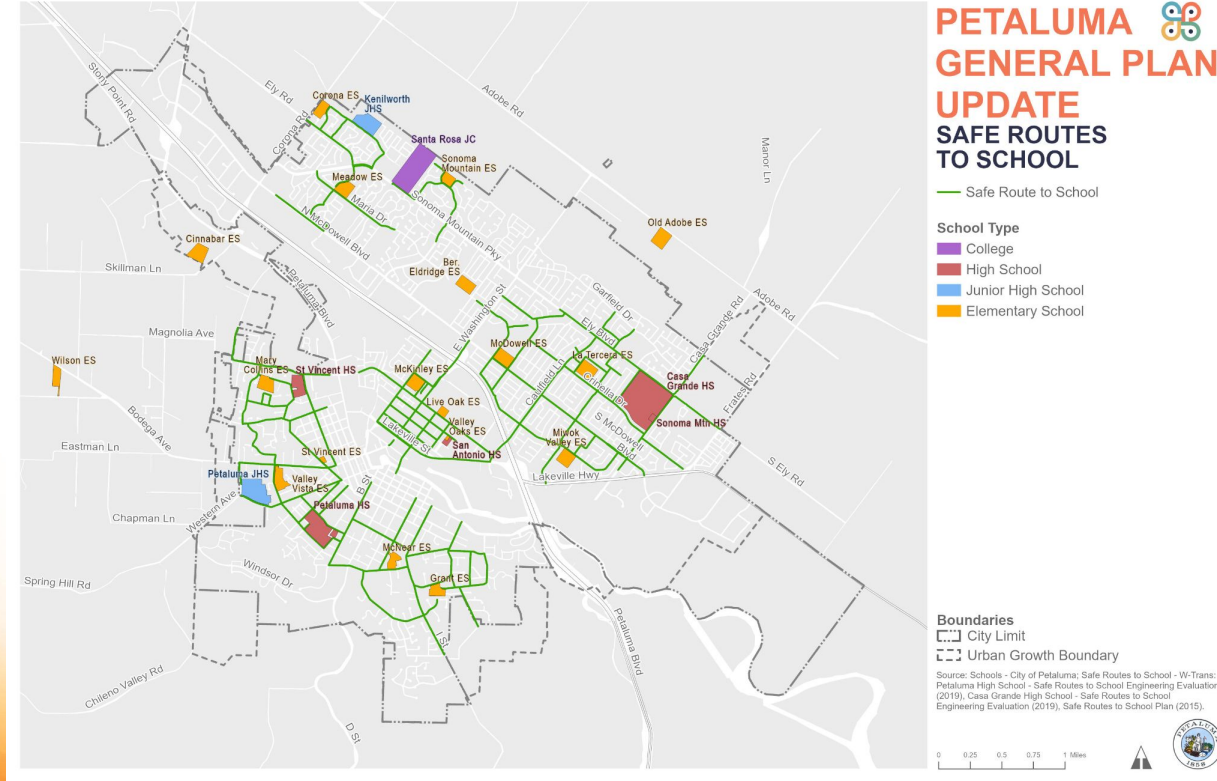 PETALUMA
GENERAL PLAN
UPDATE
SAFE ROUTES
TO SCHOOL
Safe Route to School
School Type
College
High School
Junior High School
Elementary School
Boundaries
City Limit
Urban Growth Boundary
Source: Schools - City of Petaluma; Safe Routes to School - W-Trans:
Petaluma High School - Safe Routes to School Engineering Evaluation
(2019), Casa Grande High School - Safe Routes to School
Engineering Evaluation (2019), Safe Routes to School Plan (2015).
0 0.25 0.5 0.75 1 Miles
PETALUMA
1858
Stony Point Rd
Ely Rd
Corona Rd
Corona ES
Kenilworth
JHS
Adobe Rd
Manor Ln
Santa Rosa JC
Sonoma
Mountain ES
Meadow ES
Maria Dr
N McDowell Blvd
Sonoma Mountain Pky
Old Adobe ES
Cinnabar ES
Skillman Ln
Ber.
Eldridge ES
Petaluma Blvd
E Washington St
Garfield Dr
Ely Blvd
Casa Grande Rd
Adobe Rd
Magnolia Ave
Wilson ES
Mary
Collins ES
St Vincent HS
McKinley ES
McDowell ES
La Tercera ES
Caulfield Ln
Crinella Dr
Casa
Grande HS
Frates Rd
Live Oak ES
Valley
Oaks ES
Lakeville St
San
Antonio HS
S McDowell
Blvd
Sonoma Mtn HS
Miwok
Valley ES
Bodega Ave
Eastman Ln
St Vincent ES
Lakeville Hwy
S Ely Rd
Petaluma JHS
Valley
Vista ES
B St
Western Ave
Petaluma HS
Chapman Ln
McNear ES
Windsor Dr
Grant ES
Spring Hill Rd
I St
Petaluma Blvd
Chileno Valley Rd
D St